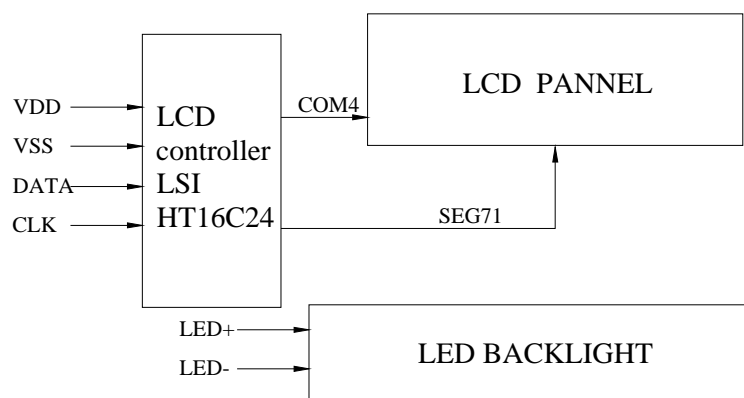 VDD
VSS
DATA
CLK
LCD
controller
LSI
HT16C24
COM4
SEG71
LCD PANNEL
LED+
LED-
LED BACKLIGHT